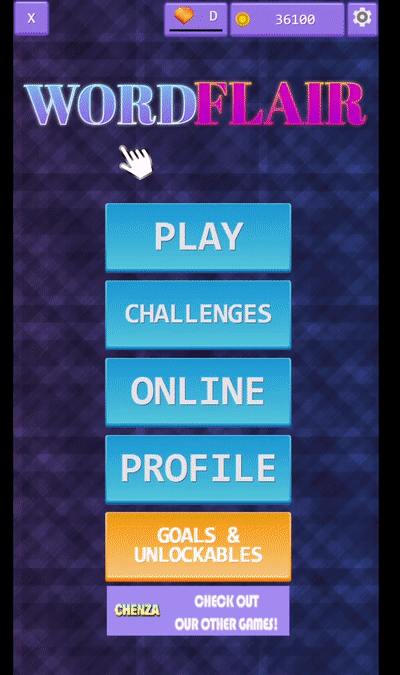 X
D
36100
WORDFLAIR
PLAY
CHALLENGES
ONLINE
PROFILE
GOALS &
UNLOCKABLES
CHENZA
CHECK OUT
OUR OTHER GAMES!